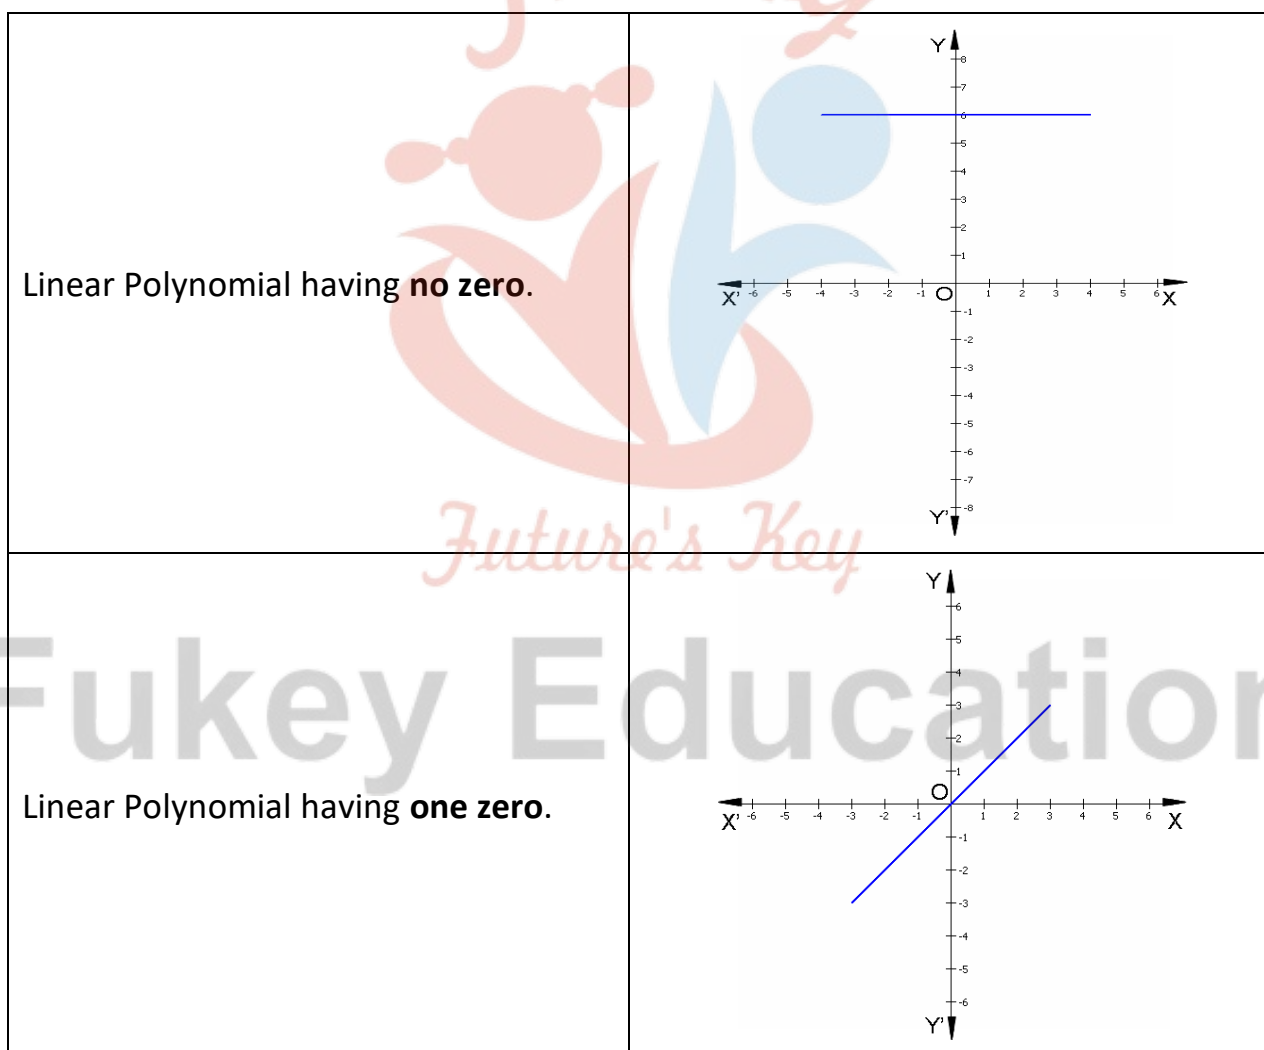 Linear Polynomial having no zero.
Y
8
7
6
5
4
3
2
1
X' -6 -5 -4 -3 -2 -1 O 1 2 3 4 5 6 X
-1
-2
-3
-4
-5
-6
-7
-8
Y'
Future's Key
Fukey Education
Linear Polynomial having one zero.
Y
6
5
4
3
2
1
O
X' -6 -5 -4 -3 -2 -1 1 2 3 4 5 6 X
-1
-2
-3
-4
-5
-6
Y'